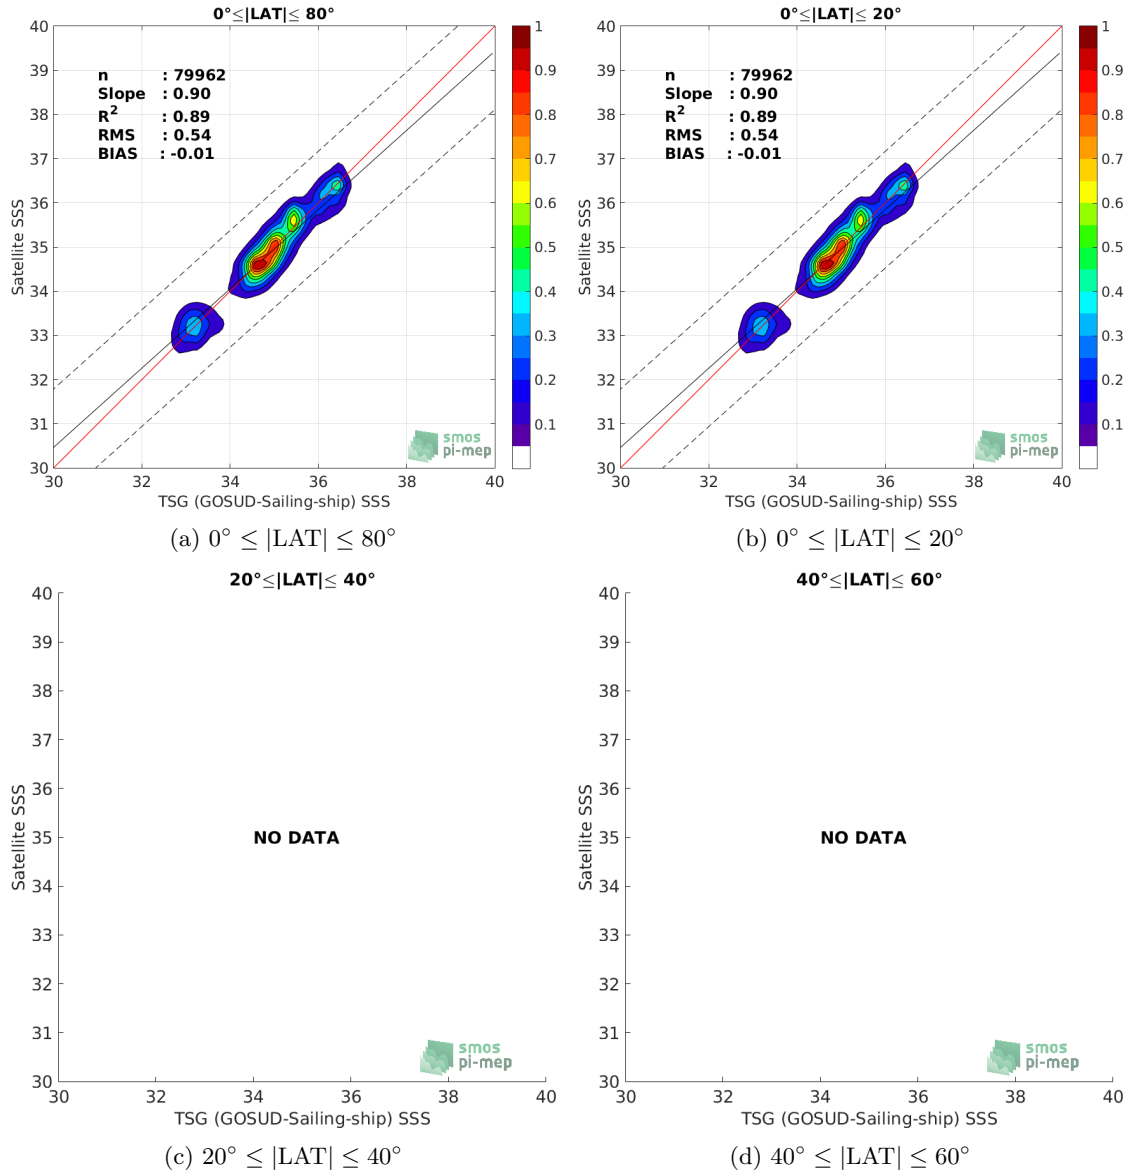 0°≤|LAT|≤ 80°
40
39
38
37
36
35
34
33
32
31
30
Satellite SSS
n : 79962
Slope : 0.90
R² : 0.89
RMS : 0.54
BIAS : -0.01
smos
pi-mep
30 32 34 36 38 40
TSG (GOSUD-Sailing-ship) SSS
1
0.9
0.8
0.7
0.6
0.5
0.4
0.3
0.2
0.1
(a) 0° ≤ |LAT| ≤ 80°
0°≤|LAT|≤ 20°
40
39
38
37
36
35
34
33
32
31
30
Satellite SSS
n : 79962
Slope : 0.90
R² : 0.89
RMS : 0.54
BIAS : -0.01
smos
pi-mep
30 32 34 36 38 40
TSG (GOSUD-Sailing-ship) SSS
1
0.9
0.8
0.7
0.6
0.5
0.4
0.3
0.2
0.1
(b) 0° ≤ |LAT| ≤ 20°
20°≤|LAT|≤ 40°
40
39
38
37
36
35
34
33
32
31
30
Satellite SSS
NO DATA
smos
pi-mep
30 32 34 36 38 40
TSG (GOSUD-Sailing-ship) SSS
(c) 20° ≤ |LAT| ≤ 40°
40°≤|LAT|≤ 60°
40
39
38
37
36
35
34
33
32
31
30
Satellite SSS
NO DATA
smos
pi-mep
30 32 34 36 38 40
TSG (GOSUD-Sailing-ship) SSS
(d) 40° ≤ |LAT| ≤ 60°